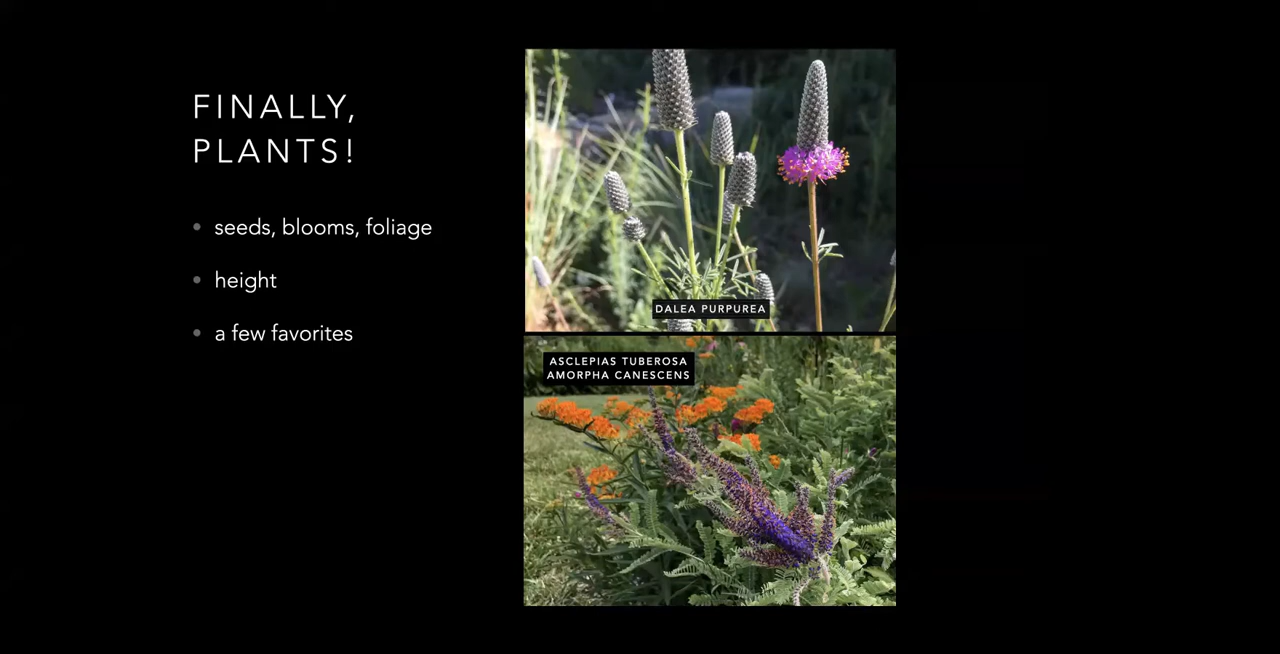 FINALLY,
PLANTS!
seeds, blooms, foliage
height
a few favorites
DALEA PURPUREA
ASCLEPIAS TUBEROSA
AMORPHA CANESCENS